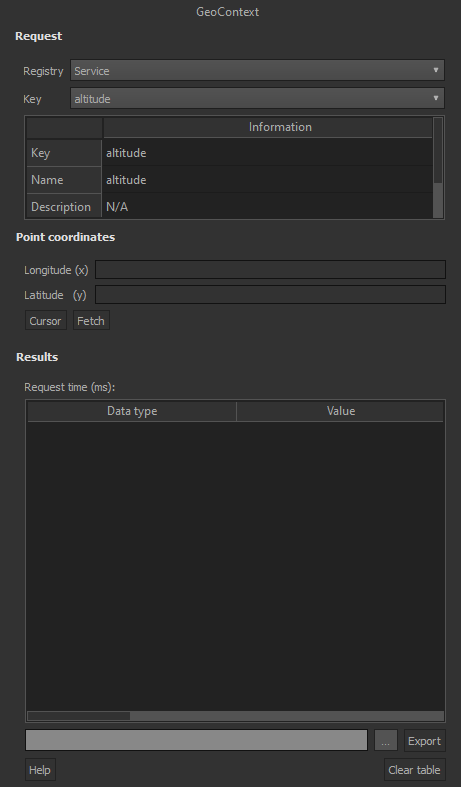 GeoContext
Request
Registry Service
Key altitude
Information
Key altitude
Name altitude
Description N/A
Point coordinates
Longitude (x)
Latitude (y)
Cursor Fetch
Results
Request time (ms):
Data type Value
... Export
Help Clear table